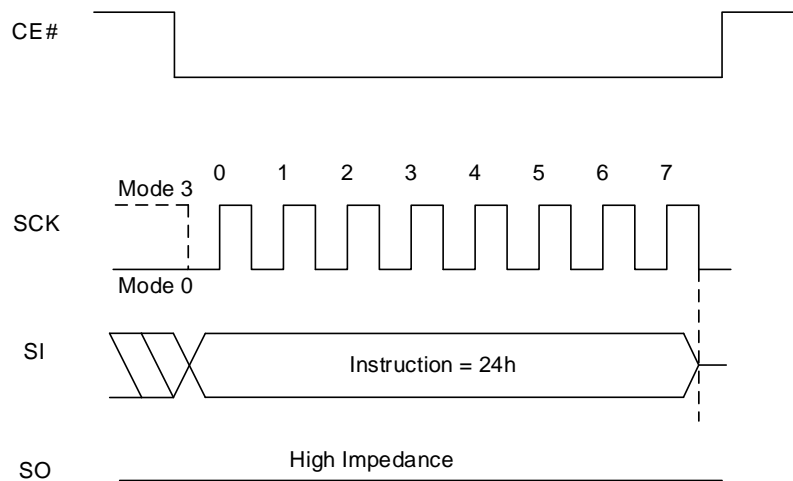 CE#
0 1 2 3 4 5 6 7
Mode 3
SCK
Mode 0
SI
Instruction = 24h
High Impedance
SO